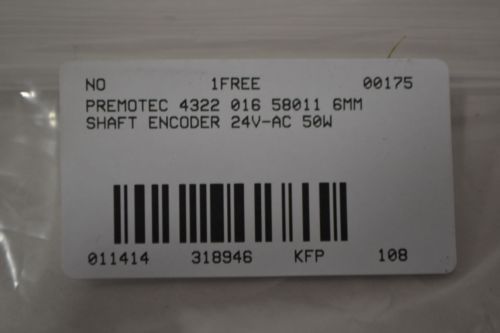 NO 1FREE 00175
PREMOTEC 4322 016 58011 6MM
SHAFT ENCODER 24V-AC 50W
011414 318946 KFP 108